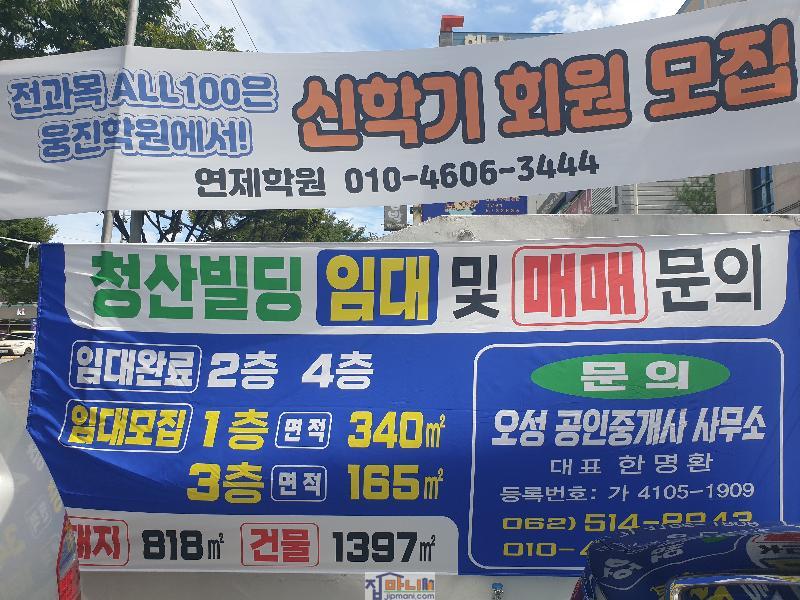 전과목 ALL100은
웅진학원에서!
신학기 회원 모집
연제학원 010-4606-3444
청산빌딩 임대 및 매매 문의
임대완료 2층 4층
임대모집 1층 면적 340㎡
3층 면적 165㎡
대지 818㎡ 건물 1397㎡
문의
오성 공인중개사 사무소
대표 한명환
등록번호: 가 4105-1909
062) 514-8943
010-4
집마니
jipmani.com